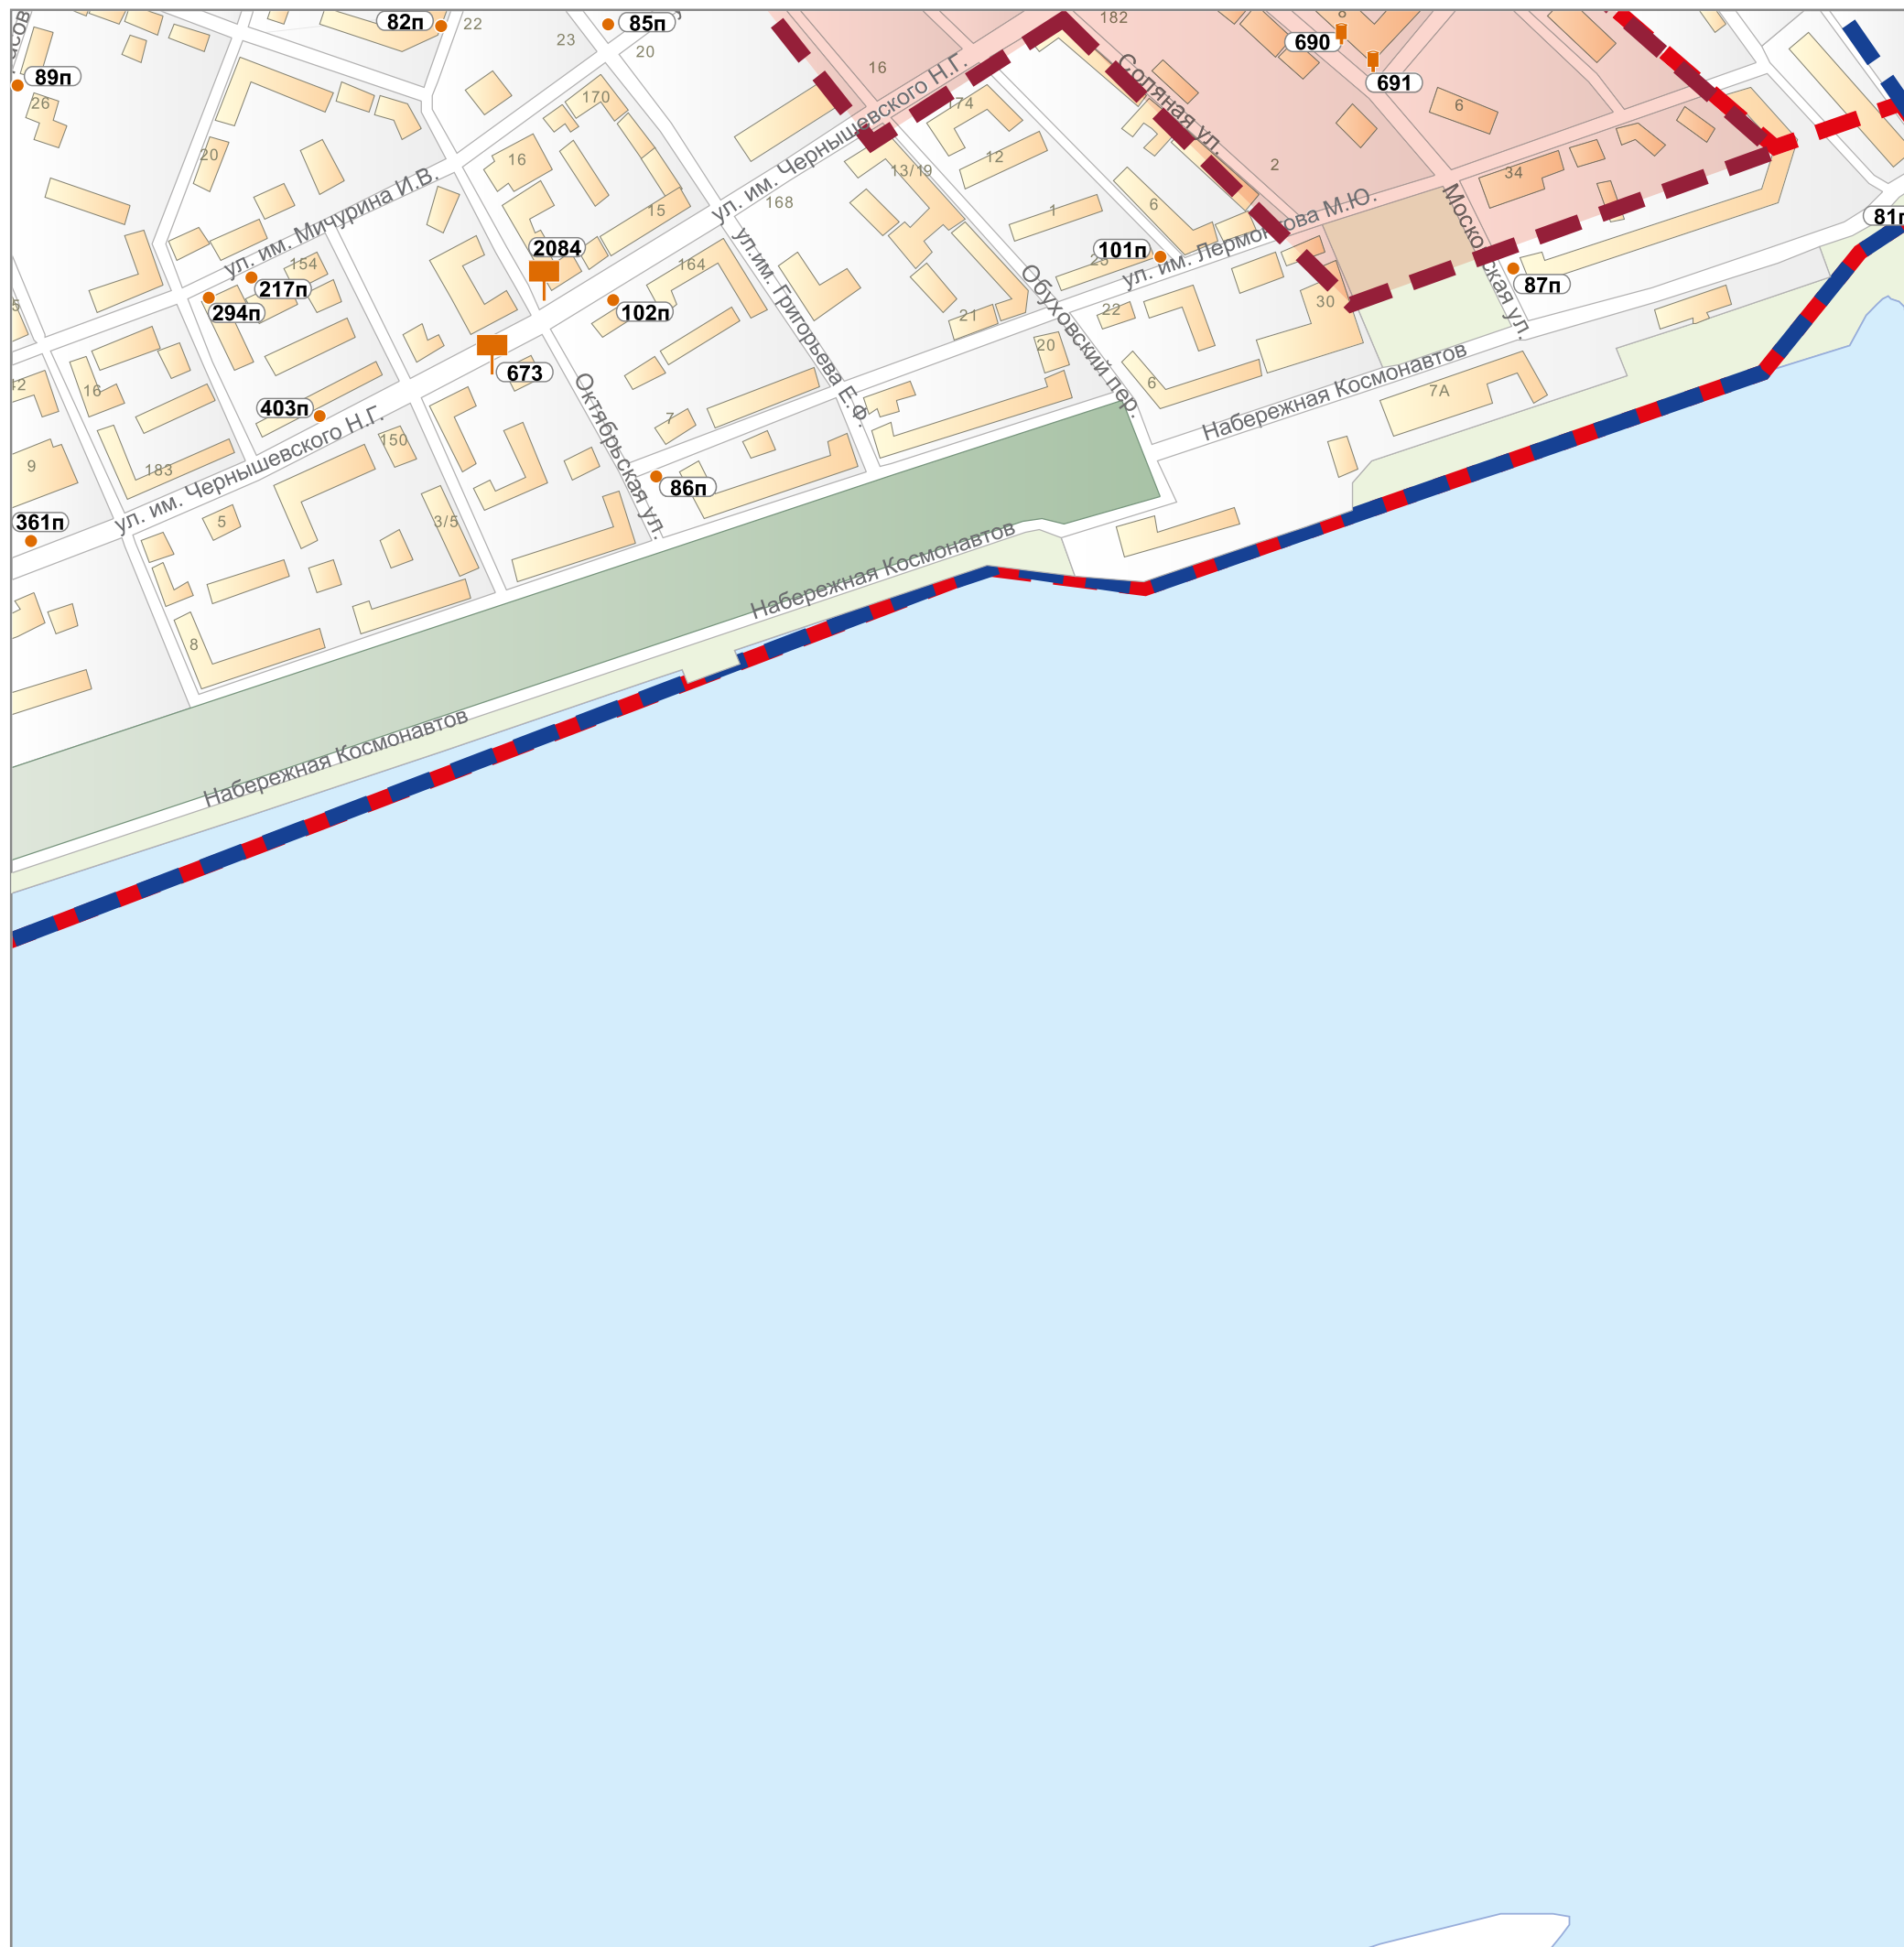 82п
22
23
85п
20
182
8
690
691
89п
26
16
ул. им. Чернышевского Н.Г.
174
Соляная ул.
6
170
20
16
12
13/19
2
34
ул. им. Мичурина И.В.
15
168
1
6
ул. им. Лермонтова М.Ю.
Московская ул.
2084
101п
25
154
217п
294п
164
102п
ул.им. Григорьева Е.Ф.
Обуховский пер.
21
22
30
87п
673
20
6
Набережная Космонавтов
7А
16
403п
Октябрьская ул.
7
150
9
183
ул. им. Чернышевского Н.Г.
86п
361п
5
3/5
Набережная Космонавтов
8
Набережная Космонавтов